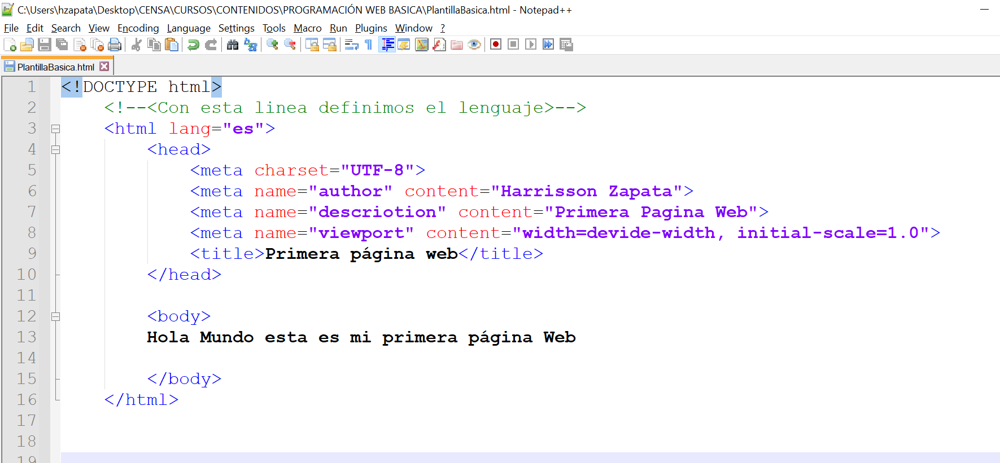 C:\Users\hzapata\Desktop\CENSA\CURSOS\CONTENIDOS\PROGRAMACIÓN WEB BASICA\PlantillaBasica.html - Notepad++
File Edit Search View Encoding Language Settings Tools Macro Run Plugins Window ?
PlantillaBasica.html
1 <!DOCTYPE html>
2 <!--<Con esta linea definimos el lenguaje>-->
3 <html lang="es">
4 <head>
5 <meta charset="UTF-8">
6 <meta name="author" content="Harrisson Zapata">
7 <meta name="descriotion" content="Primera Pagina Web">
8 <meta name="viewport" content="width=devide-width, initial-scale=1.0">
9 <title>Primera página web</title>
10 </head>
11
12 <body>
13 Hola Mundo esta es mi primera página Web
14
15 </body>
16 </html>
17
18
19